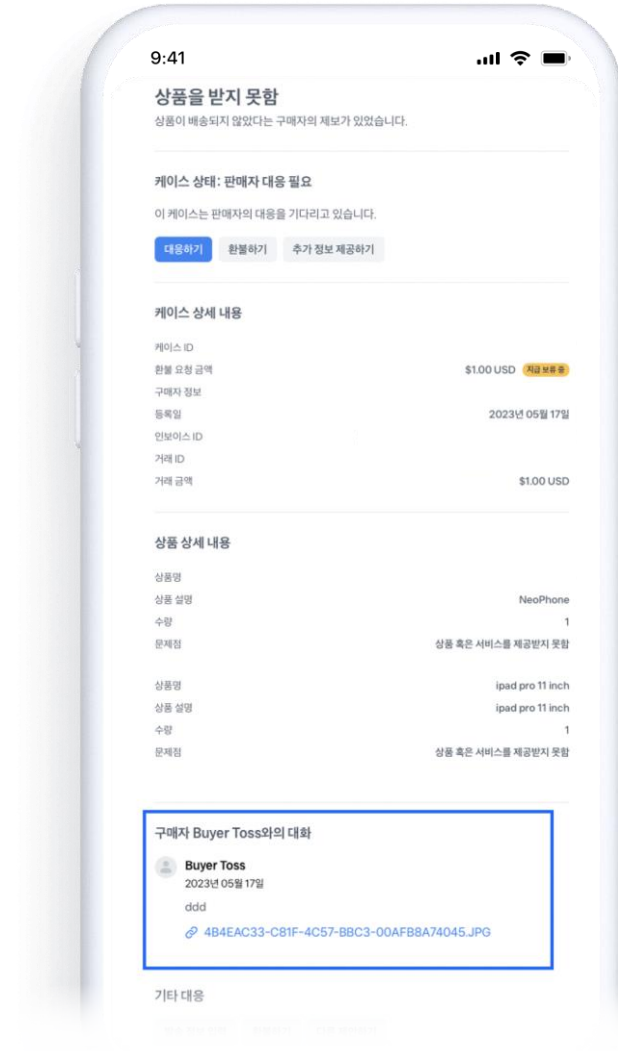 9:41
상품을 받지 못함
상품이 배송되지 않았다는 구매자의 제보가 있었습니다.
케이스 상태: 판매자 대응 필요
이 케이스는 판매자의 대응을 기다리고 있습니다.
대응하기 환불하기 추가 정보 제공하기
케이스 상세 내용
케이스 ID
환불 요청 금액 $1.00 USD 지급 보류 중
구매자 정보
등록일 2023년 05월 17일
인보이스 ID
거래 ID
거래 금액 $1.00 USD
상품 상세 내용
상품명
상품 설명 NeoPhone
수량 1
문제점 상품 혹은 서비스를 제공받지 못함
상품명 ipad pro 11 inch
상품 설명 ipad pro 11 inch
수량 1
문제점 상품 혹은 서비스를 제공받지 못함
구매자 Buyer Toss와의 대화
Buyer Toss
2023년 05월 17일
ddd
4B4EAC33-C81F-4C57-BBC3-00AFB8A74045.JPG
기타 대응